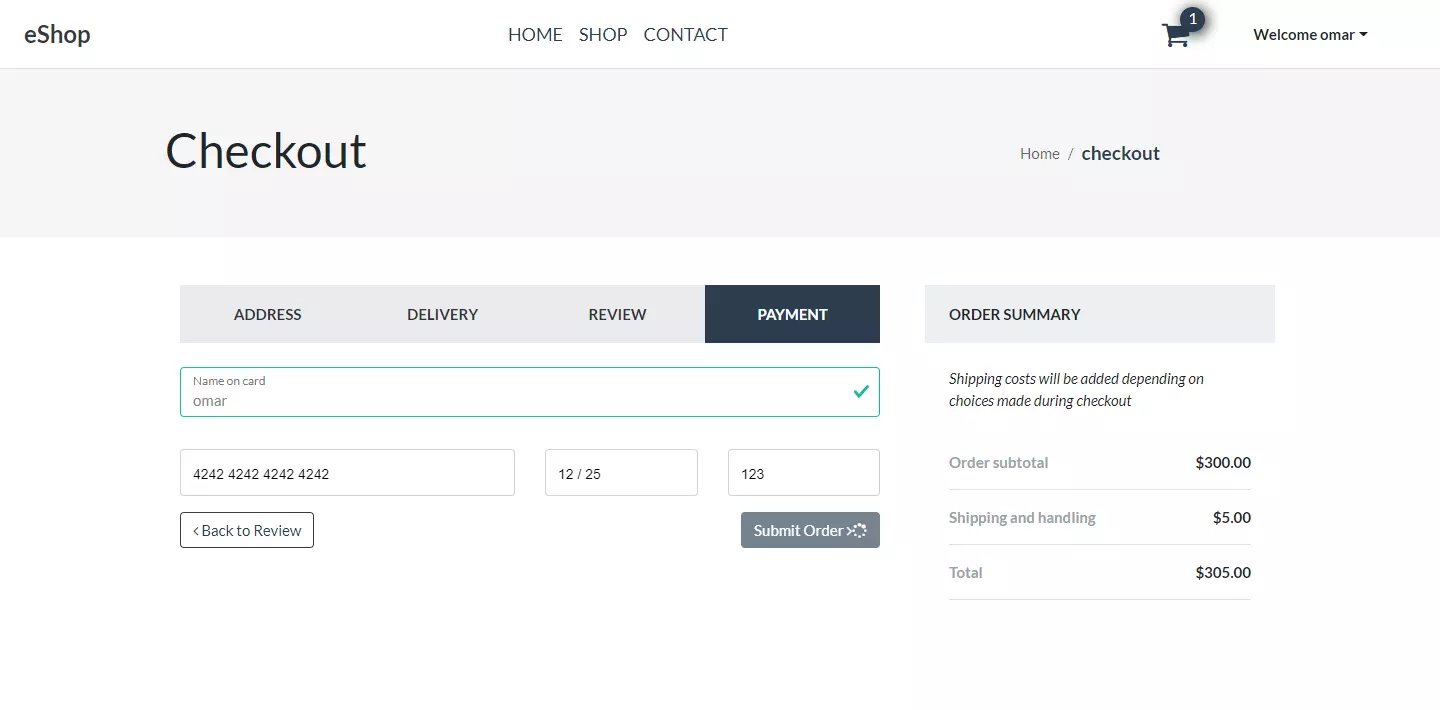 eShop
HOME SHOP CONTACT
1
Welcome omar
Checkout
Home / checkout
ADDRESS DELIVERY REVIEW PAYMENT
Name on card
omar
4242 4242 4242 4242 12 / 25 123
‹ Back to Review
Submit Order ›
ORDER SUMMARY
Shipping costs will be added depending on
choices made during checkout
Order subtotal $300.00
Shipping and handling $5.00
Total $305.00